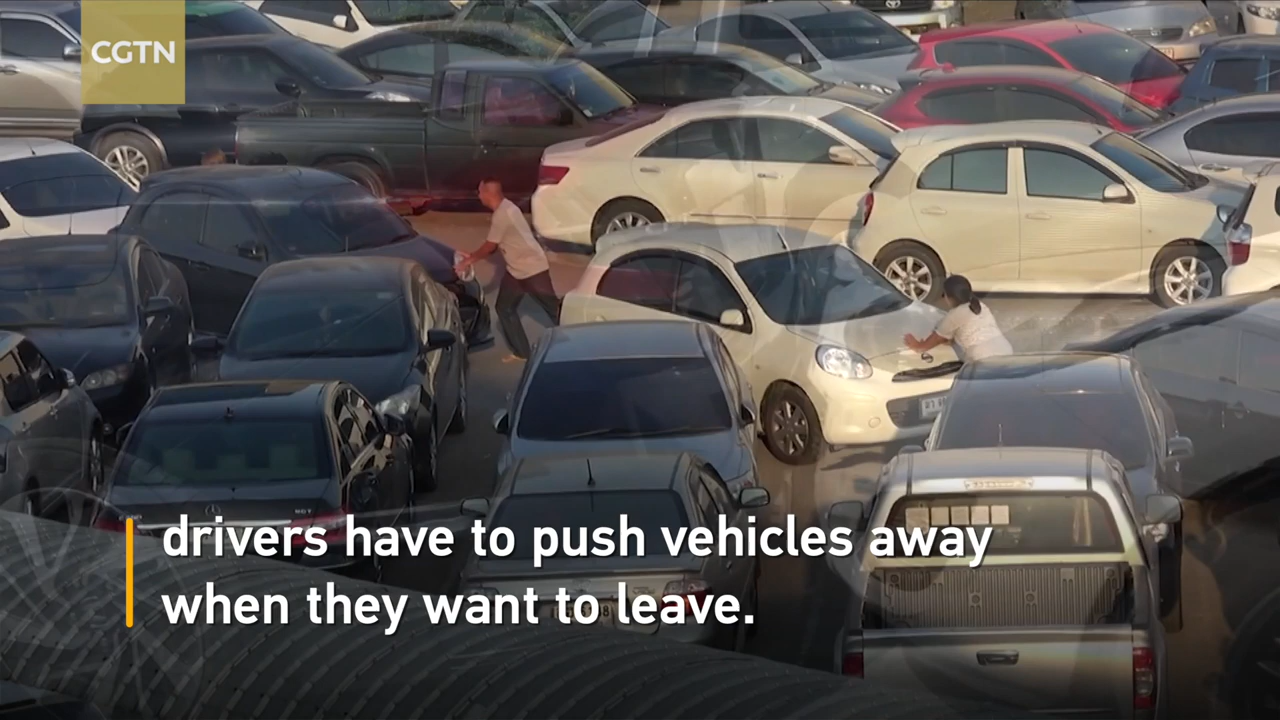 CGTN
drivers have to push vehicles away
when they want to leave.